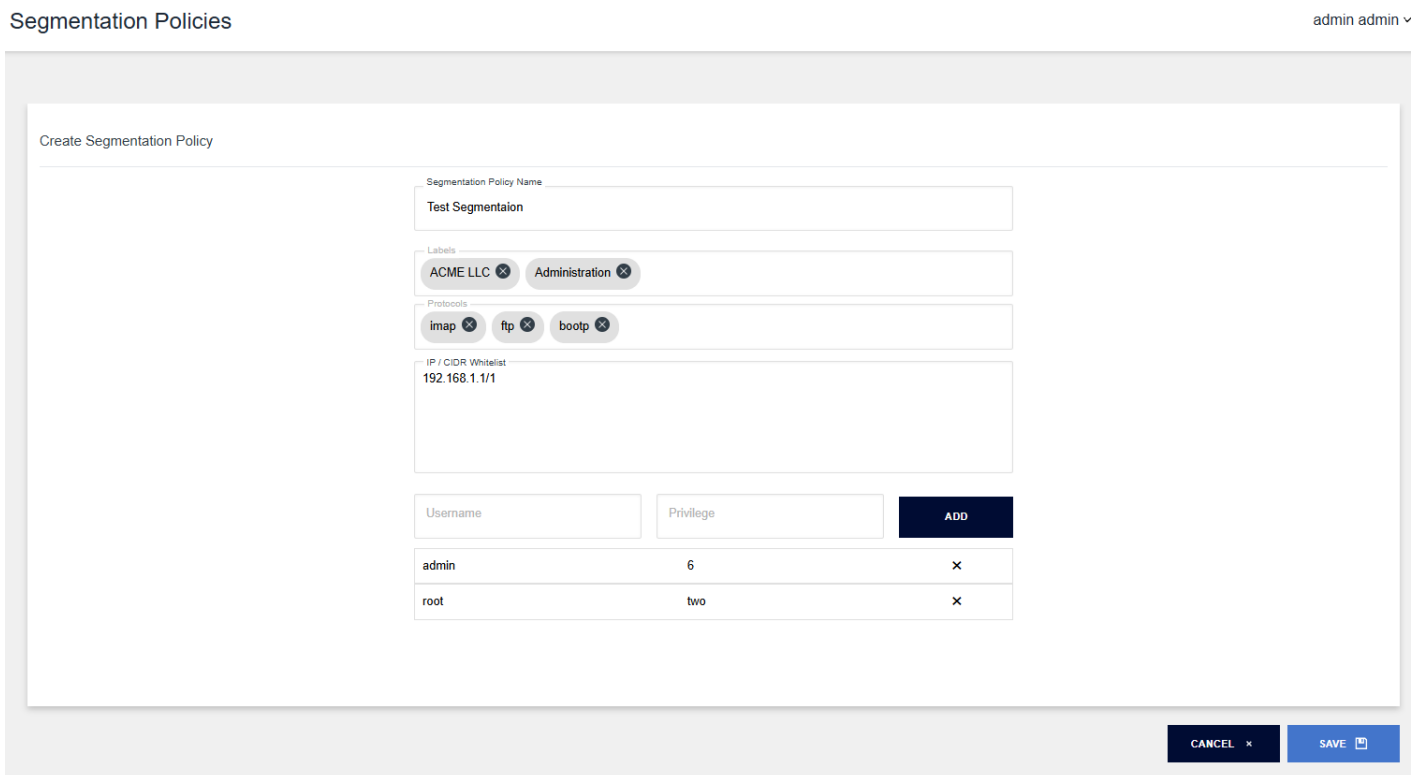 Segmentation Policies
admin admin
Create Segmentation Policy
Segmentation Policy Name
Test Segmentaion
Labels
ACME LLC Administration
Protocols
imap ftp bootp
IP / CIDR Whitelist
192.168.1.1/1
Username Privilege ADD
admin 6 ×
root two ×
CANCEL × SAVE